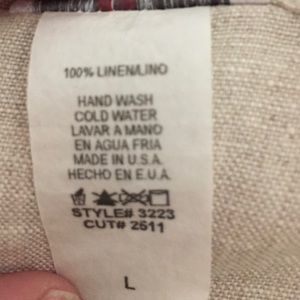 100% LINEN/LINO
HAND WASH
COLD WATER
LAVAR A MANO
EN AGUA FRIA
MADE IN U.S.A.
HECHO EN E.U.A.
STYLE# 3223
CUT# 2611
L